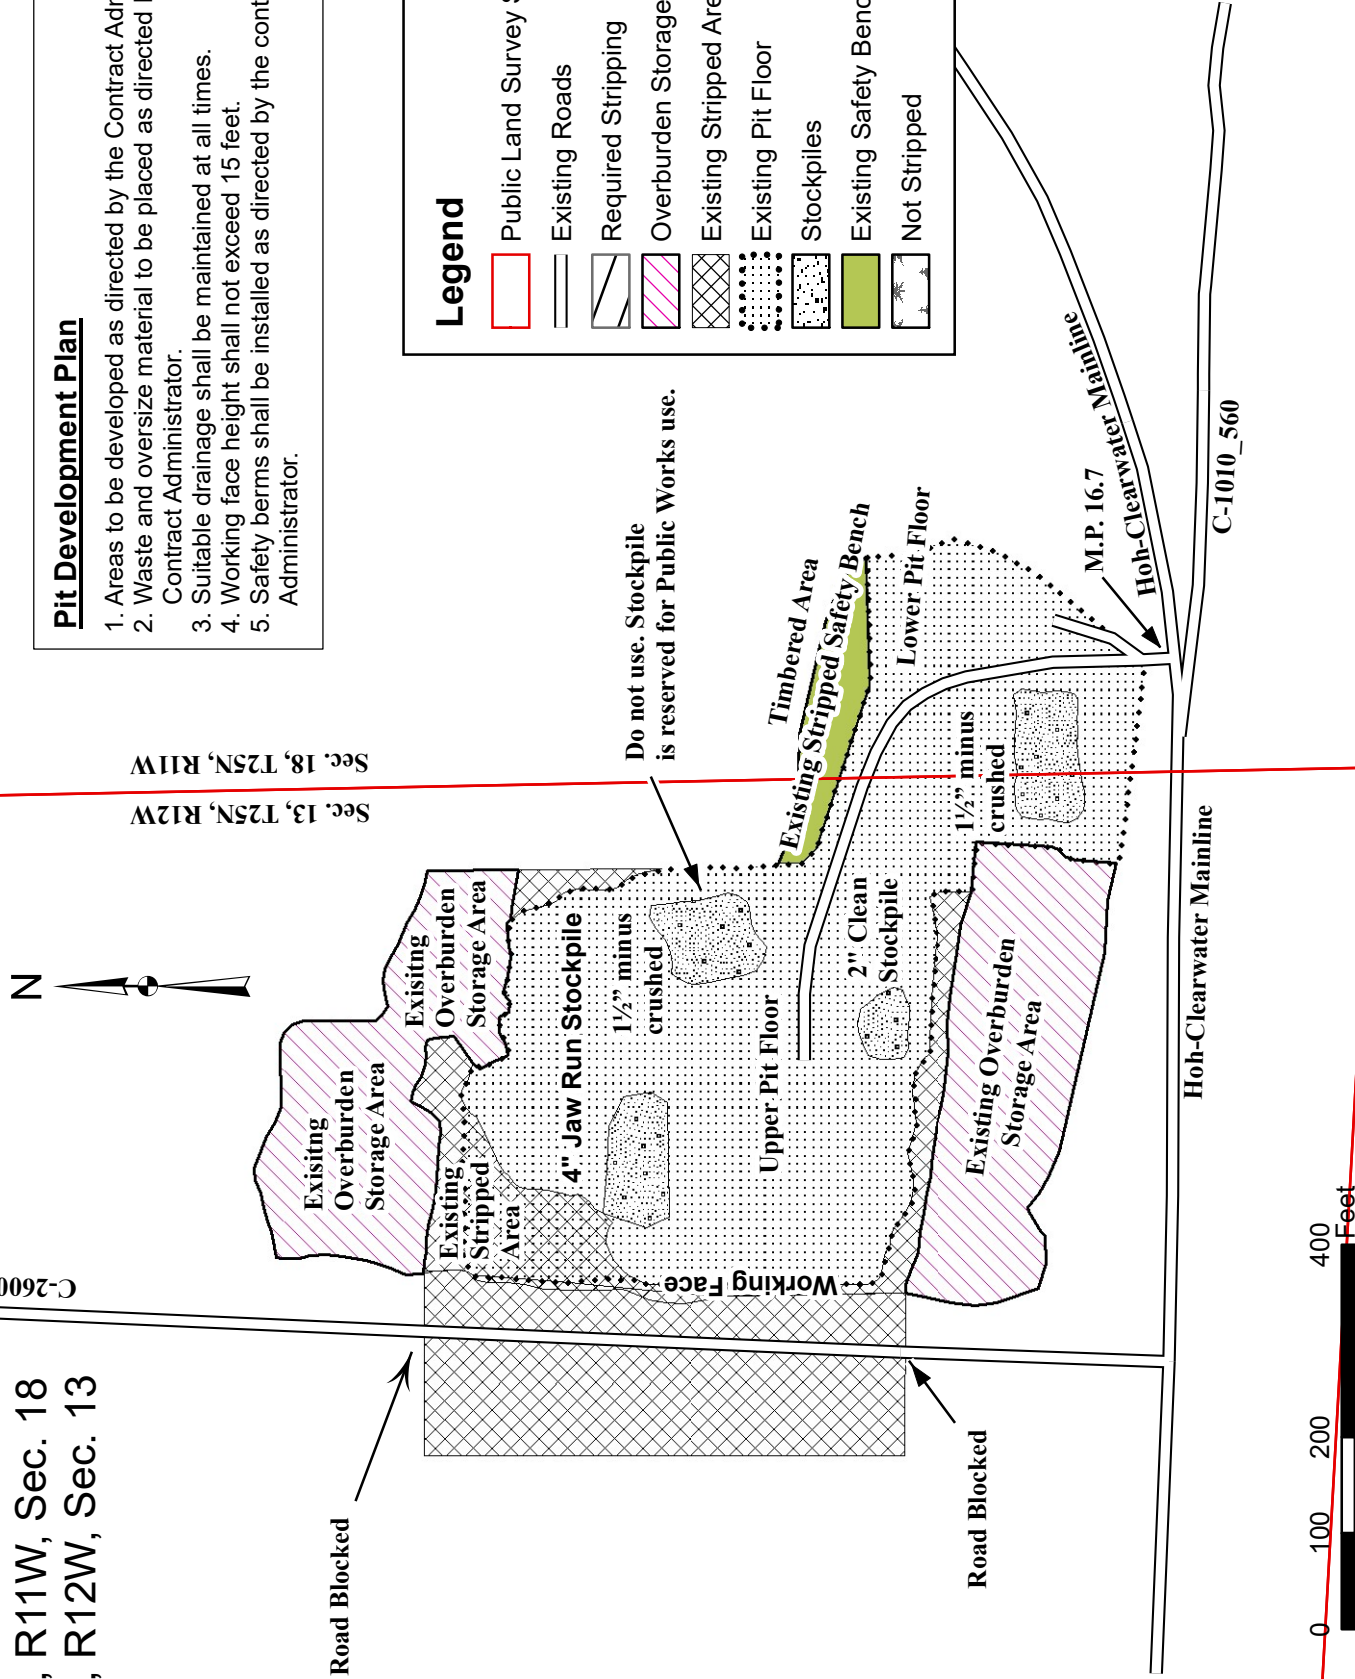 , R11W, Sec. 18
, R12W, Sec. 13
Pit Development Plan
1. Areas to be developed as directed by the Contract
2. Waste and oversize material to be placed as directed
Contract Administrator.
3. Suitable drainage shall be maintained at all times.
4. Working face height shall not exceed 15 feet.
5. Safety berms shall be installed as directed by the
Administrator.
Legend
Public Land Survey
Existing Roads
Required Stripping
Overburden Storage
Existing Stripped
Existing Pit Floor
Stockpiles
Existing Safety
Not Stripped
N
C-2600
Sec. 13, T25N, R12W
Sec. 18, T25N, R11W
Road Blocked
Exisitng
Overburden
Storage Area
Exisitng
Overburden
Storage Area
Existing
Stripped
Area
4" Jaw Run Stockpile
1½” minus
crushed
Do not use. Stockpile
is reserved for Public Works use.
Working Face
Upper Pit Floor
2" Clean
Stockpile
Timbered Area
Existing Stripped Safety Bench
Lower Pit Floor
1½” minus
crushed
Existing Overburden
Storage Area
Road Blocked
M.P. 16.7
Hoh-Clearwater Mainline
Hoh-Clearwater Mainline
Hoh-Clearwater Mainline
C-1010_560
0 100 200 400
Feet